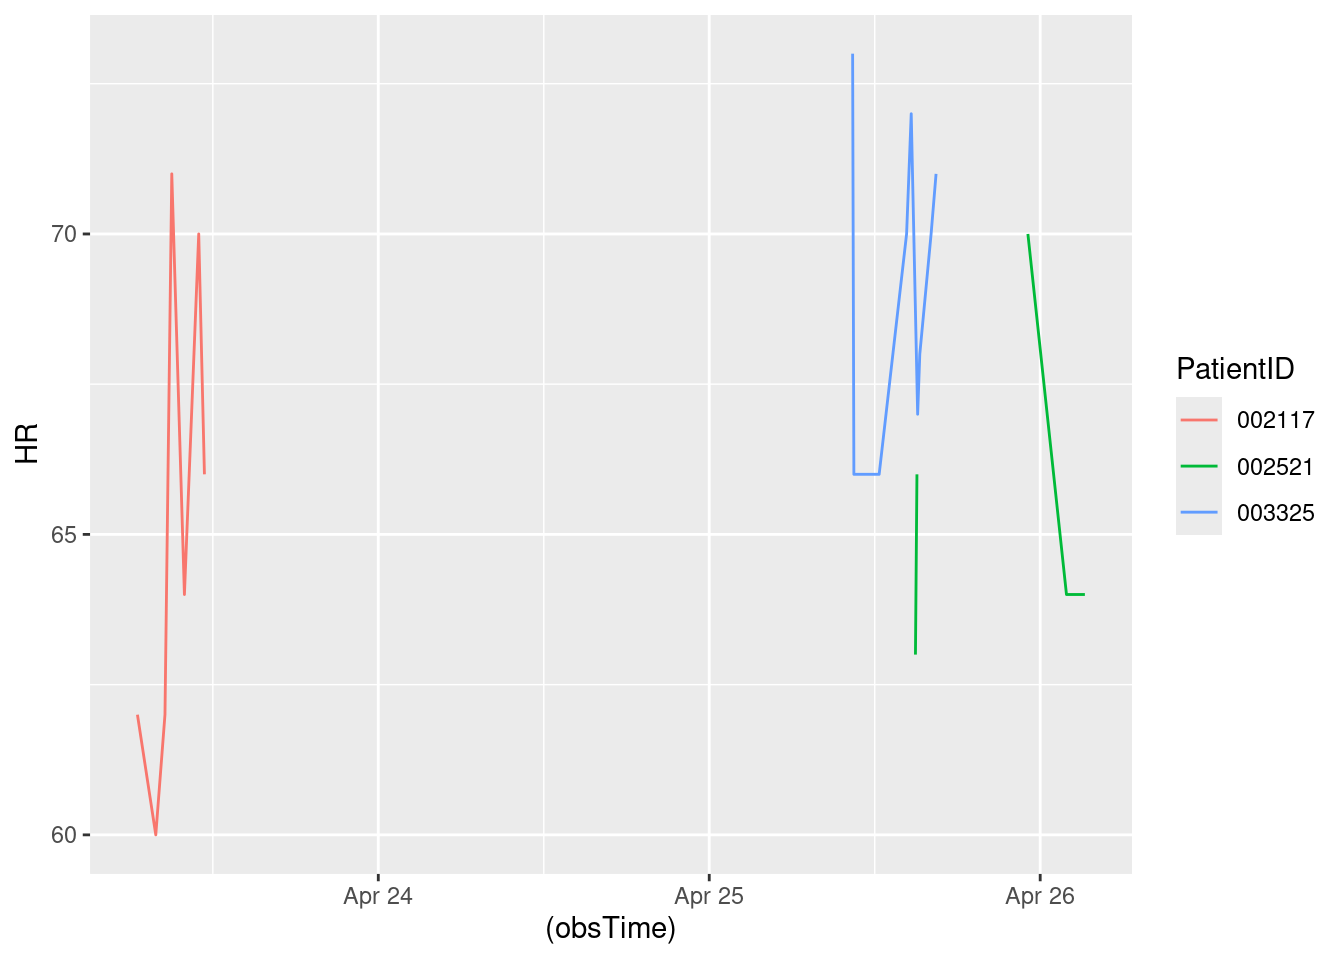 HR
70
65
60
Apr 24
Apr 25
Apr 26
(obsTime)
PatientID
002117
002521
003325